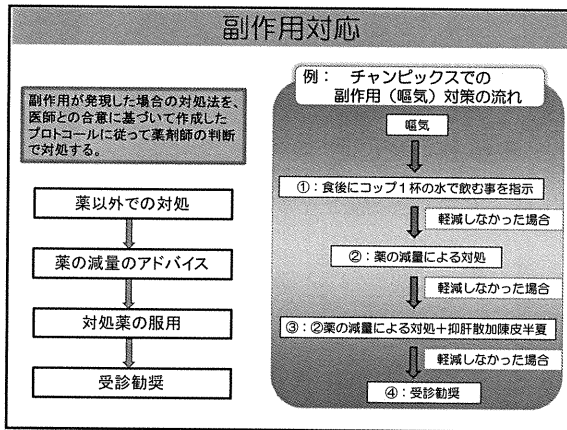 副作用対応
副作用が発現した場合の対処法を、
医師との合意に基づいて作成した
プロトコールに従って薬剤師の判断
で対処する。
薬以外での対処
薬の減量のアドバイス
対処薬の服用
受診勧奨
例： チャンピックスでの
副作用（嘔気）対策の流れ
嘔気
①：食後にコップ１杯の水で飲む事を指示
軽減しなかった場合
②：薬の減量による対処
軽減しなかった場合
③：②薬の減量による対処＋抑肝散加陳皮半夏
軽減しなかった場合
④：受診勧奨